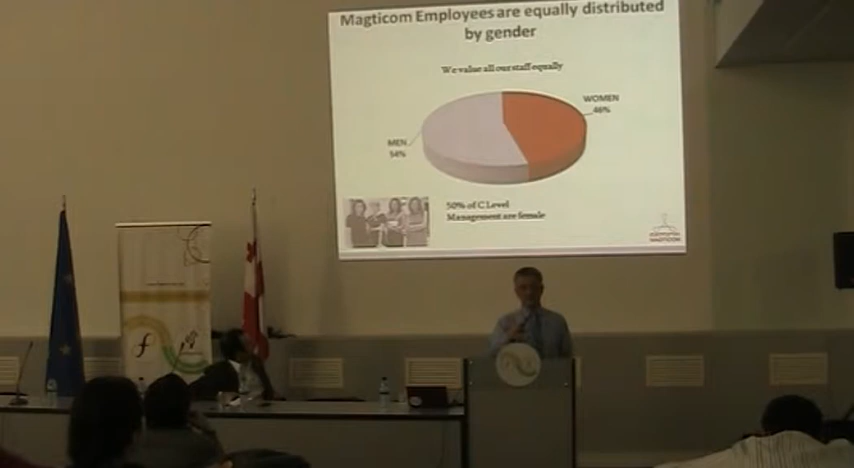 Magticom Employees are equally distributed
by gender
We value all our staff equally
WOMEN
46%
MEN
54%
50% of C Level
Management are female
MAGTICOM